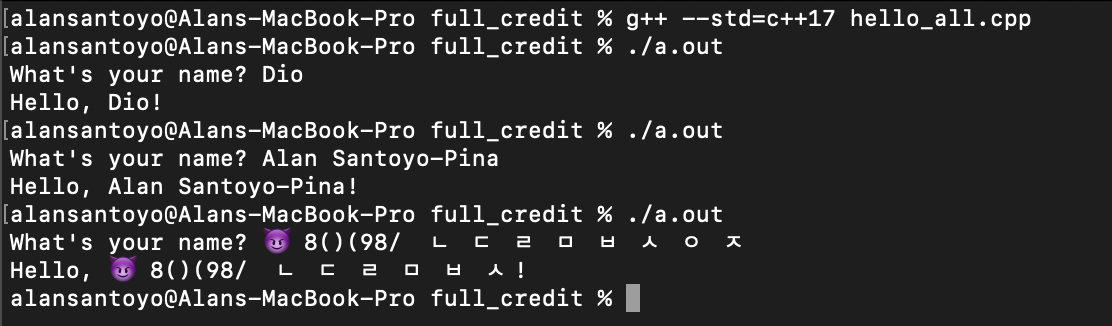 [alansantoyo@Alans-MacBook-Pro full_credit % g++ --std=c++17 hello_all.cpp
[alansantoyo@Alans-MacBook-Pro full_credit % ./a.out
What's your name? Dio
Hello, Dio!
[alansantoyo@Alans-MacBook-Pro full_credit % ./a.out
What's your name? Alan Santoyo-Pina
Hello, Alan Santoyo-Pina!
[alansantoyo@Alans-MacBook-Pro full_credit % ./a.out
What's your name? 😈 8()(98/ ㄴ ㄷ ㄹ ㅁ ㅂ ㅅ ㅇ ㅈ
Hello, 😈 8()(98/ ㄴ ㄷ ㄹ ㅁ ㅂ ㅅ!
alansantoyo@Alans-MacBook-Pro full_credit %